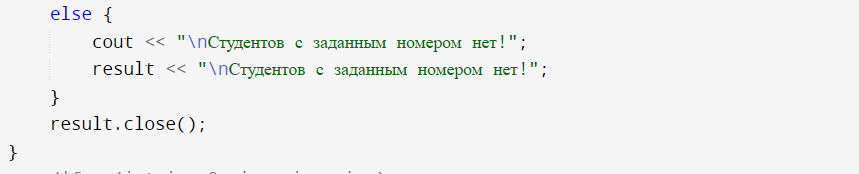 else {
cout << "\nСтудентов с заданным номером нет!";
result << "\nСтудентов с заданным номером нет!";
}
result.close();
}